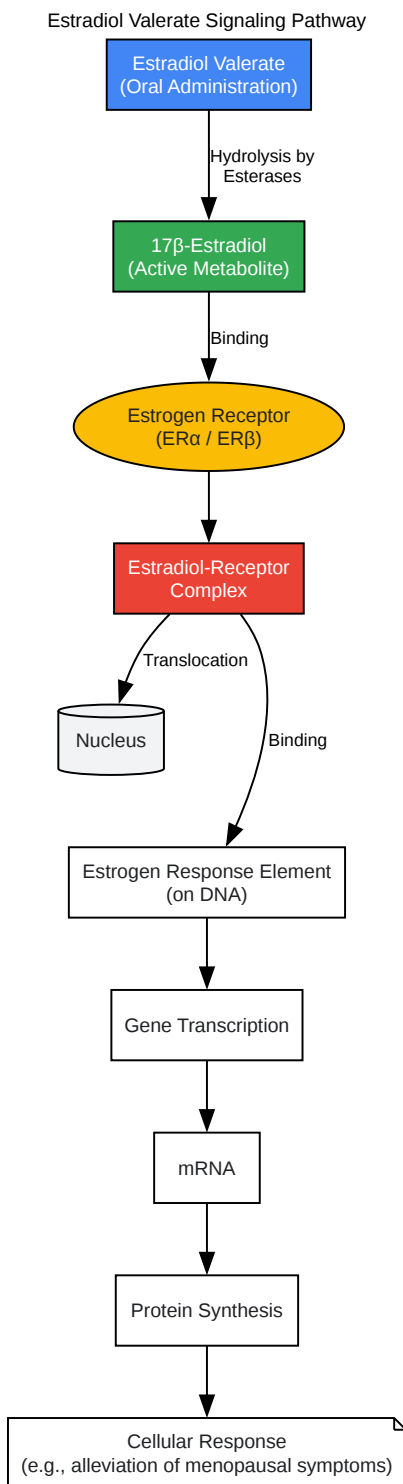 Estradiol Valerate Signaling Pathway
Estradiol Valerate
(Oral Administration)
Hydrolysis by
Esterases
17β-Estradiol
(Active Metabolite)
Binding
Estrogen Receptor
(ERα / ERβ)
Estradiol-Receptor
Complex
Translocation
Nucleus
Binding
Estrogen Response Element
(on DNA)
Gene Transcription
mRNA
Protein Synthesis
Cellular Response
(e.g., alleviation of menopausal symptoms)